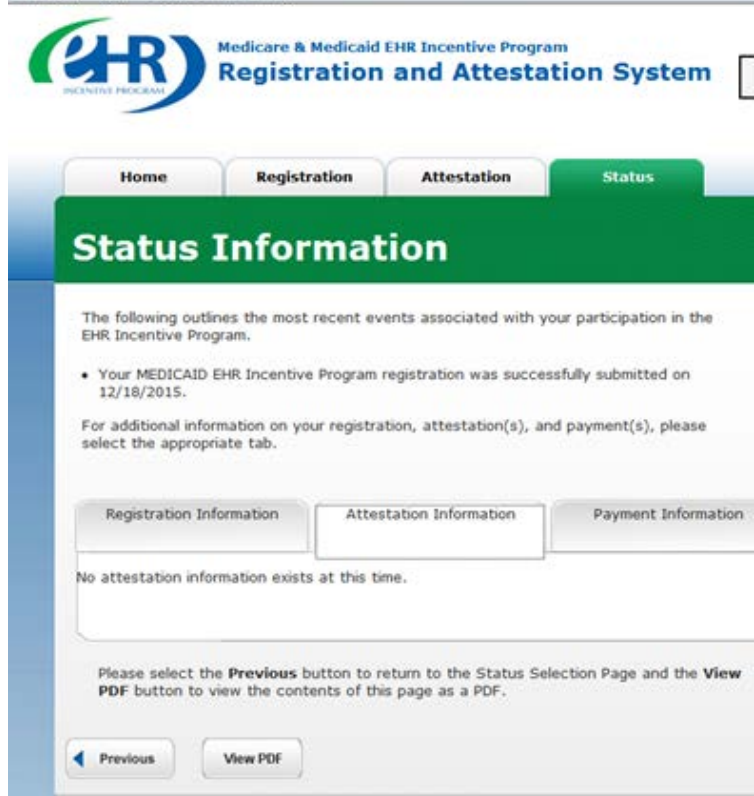 eHR
INCENTIVE PROGRAM
Medicare & Medicaid EHR Incentive Program
Registration and Attestation System
Home
Registration
Attestation
Status
Status Information
The following outlines the most recent events associated with your participation in the
EHR Incentive Program.
• Your MEDICAID EHR Incentive Program registration was successfully submitted on
12/18/2015.
For additional information on your registration, attestation(s), and payment(s), please
select the appropriate tab.
Registration Information
Attestation Information
Payment Information
No attestation information exists at this time.
Please select the Previous button to return to the Status Selection Page and the View
PDF button to view the contents of this page as a PDF.
Previous
View PDF